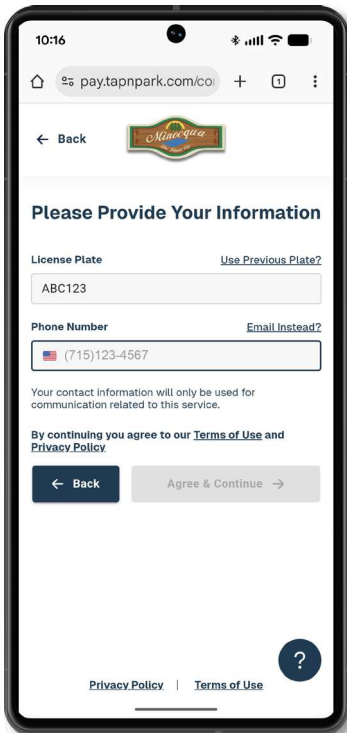 10:16
pay.tapnpark.com/co
1
← Back
Minocqua
Please Provide Your Information
License Plate
Use Previous Plate?
ABC123
Phone Number
Email Instead?
(715)123-4567
Your contact information will only be used for
communication related to this service.
By continuing you agree to our Terms of Use and
Privacy Policy
← Back
Agree & Continue →
?
Privacy Policy | Terms of Use